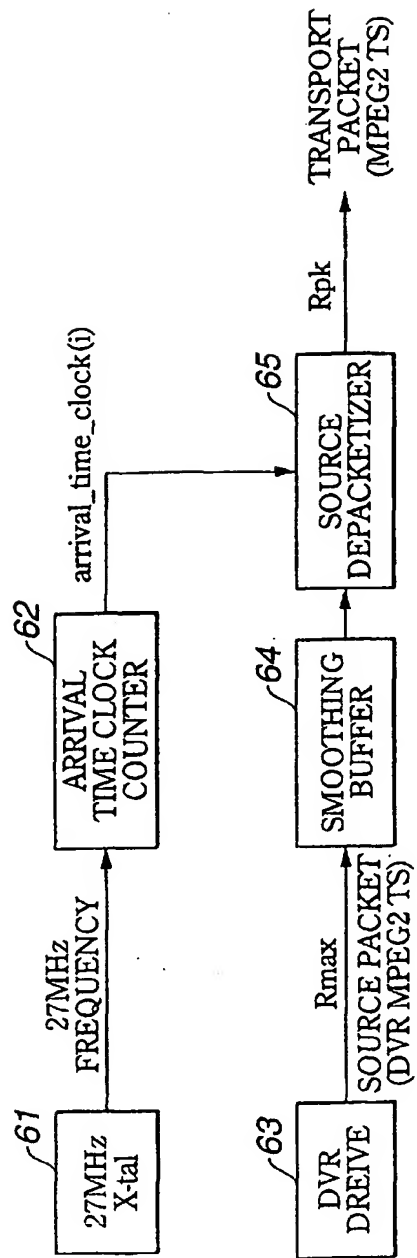 61
27MHz
X-tal
27MHz
FREQUENCY
62
ARRIVAL
TIME CLOCK
COUNTER
arrival_time_clock(i)
63
DVR
DREIVE
Rmax
SOURCE PACKET
(DVR MPEG2 TS)
64
SMOOTHING
BUFFER
65
SOURCE
DEPACKETIZER
Rpk
TRANSPORT
PACKET
(MPEG2 TS)